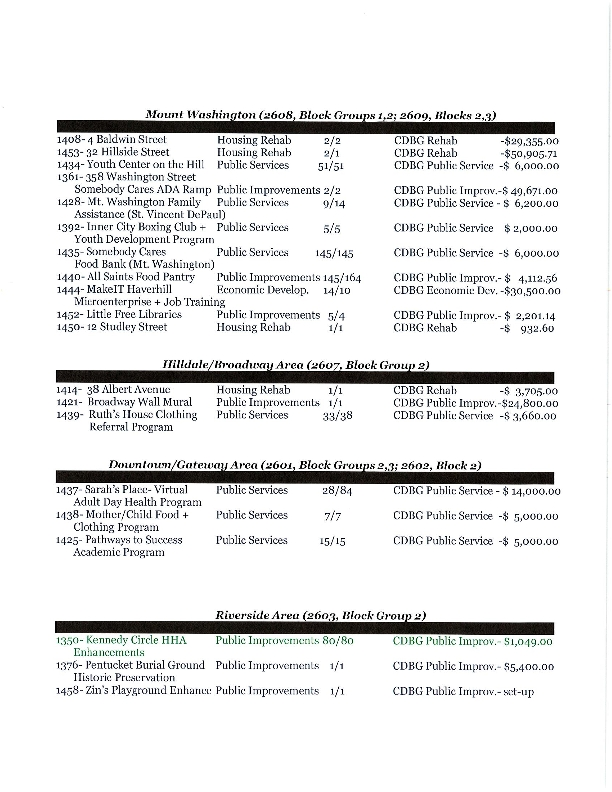 Mount Washington (2608, Block Groups 1,2; 2609, Blocks 2,3)
1408- 4 Baldwin Street Housing Rehab 2/2 CDBG Rehab -$29,355.00
1453- 32 Hillside Street Housing Rehab 2/1 CDBG Rehab -$50,905.71
1434- Youth Center on the Hill Public Services 51/51 CDBG Public Service -$ 6,000.00
1361- 358 Washington Street
Somebody Cares ADA Ramp Public Improvements 2/2 CDBG Public Improv.-$ 49,671.00
1428- Mt. Washington Family Public Services 9/14 CDBG Public Service - $ 6,200.00
Assistance (St. Vincent DePaul)
1392- Inner City Boxing Club + Public Services 5/5 CDBG Public Service $ 2,000.00
Youth Development Program
1435- Somebody Cares Public Services 145/145 CDBG Public Service -$ 6,000.00
Food Bank (Mt. Washington)
1440- All Saints Food Pantry Public Improvements 145/164 CDBG Public Improv.- $ 4,112.56
1444- MakeIT Haverhill Economic Develop. 14/10 CDBG Economic Dev. -$30,500.00
Microenterprise + Job Training
1452- Little Free Libraries Public Improvements 5/4 CDBG Public Improv.- $ 2,201.14
1450- 12 Studley Street Housing Rehab 1/1 CDBG Rehab -$ 932.60
Hilldale/Broadway Area (2607, Block Group 2)
1414- 38 Albert Avenue Housing Rehab 1/1 CDBG Rehab -$ 3,705.00
1421- Broadway Wall Mural Public Improvements 1/1 CDBG Public Improv.-$24,800.00
1439- Ruth's House Clothing Public Services 33/38 CDBG Public Service -$ 3,660.00
Referral Program
Downtown/Gateway Area (2601, Block Groups 2,3; 2602, Block 2)
1437- Sarah's Place- Virtual Public Services 28/84 CDBG Public Service - $ 14,000.00
Adult Day Health Program
1438- Mother/Child Food + Public Services 7/7 CDBG Public Service -$ 5,000.00
Clothing Program
1425- Pathways to Success Public Services 15/15 CDBG Public Service -$ 5,000.00
Academic Program
Riverside Area (2603, Block Group 2)
1350- Kennedy Circle HHA Public Improvements 80/80 CDBG Public Improv.- $1,049.00
Enhancements
1376- Pentucket Burial Ground Public Improvements 1/1 CDBG Public Improv.- $5,400.00
Historic Preservation
1458- Zin's Playground Enhance Public Improvements 1/1 CDBG Public Improv.- set-up